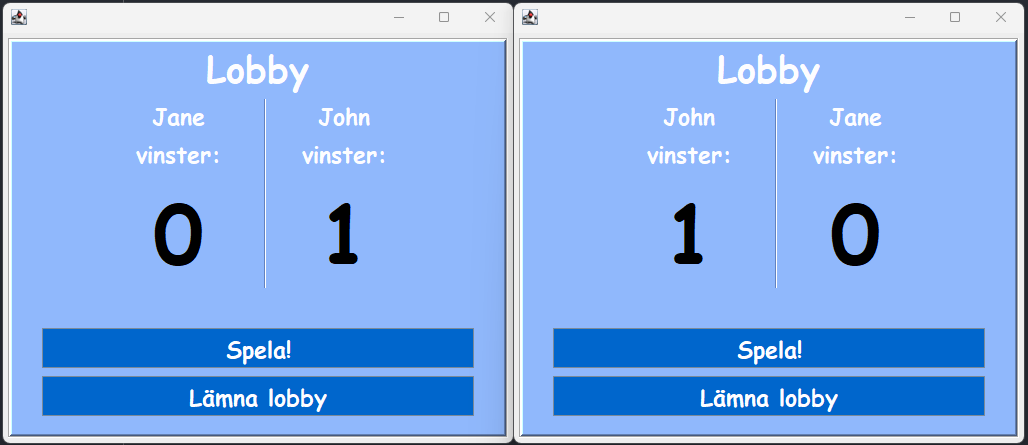 Lobby
Jane
vinster:
0
John
vinster:
1
Spela!
Lämna lobby
Lobby
John
vinster:
1
Jane
vinster:
0
Spela!
Lämna lobby